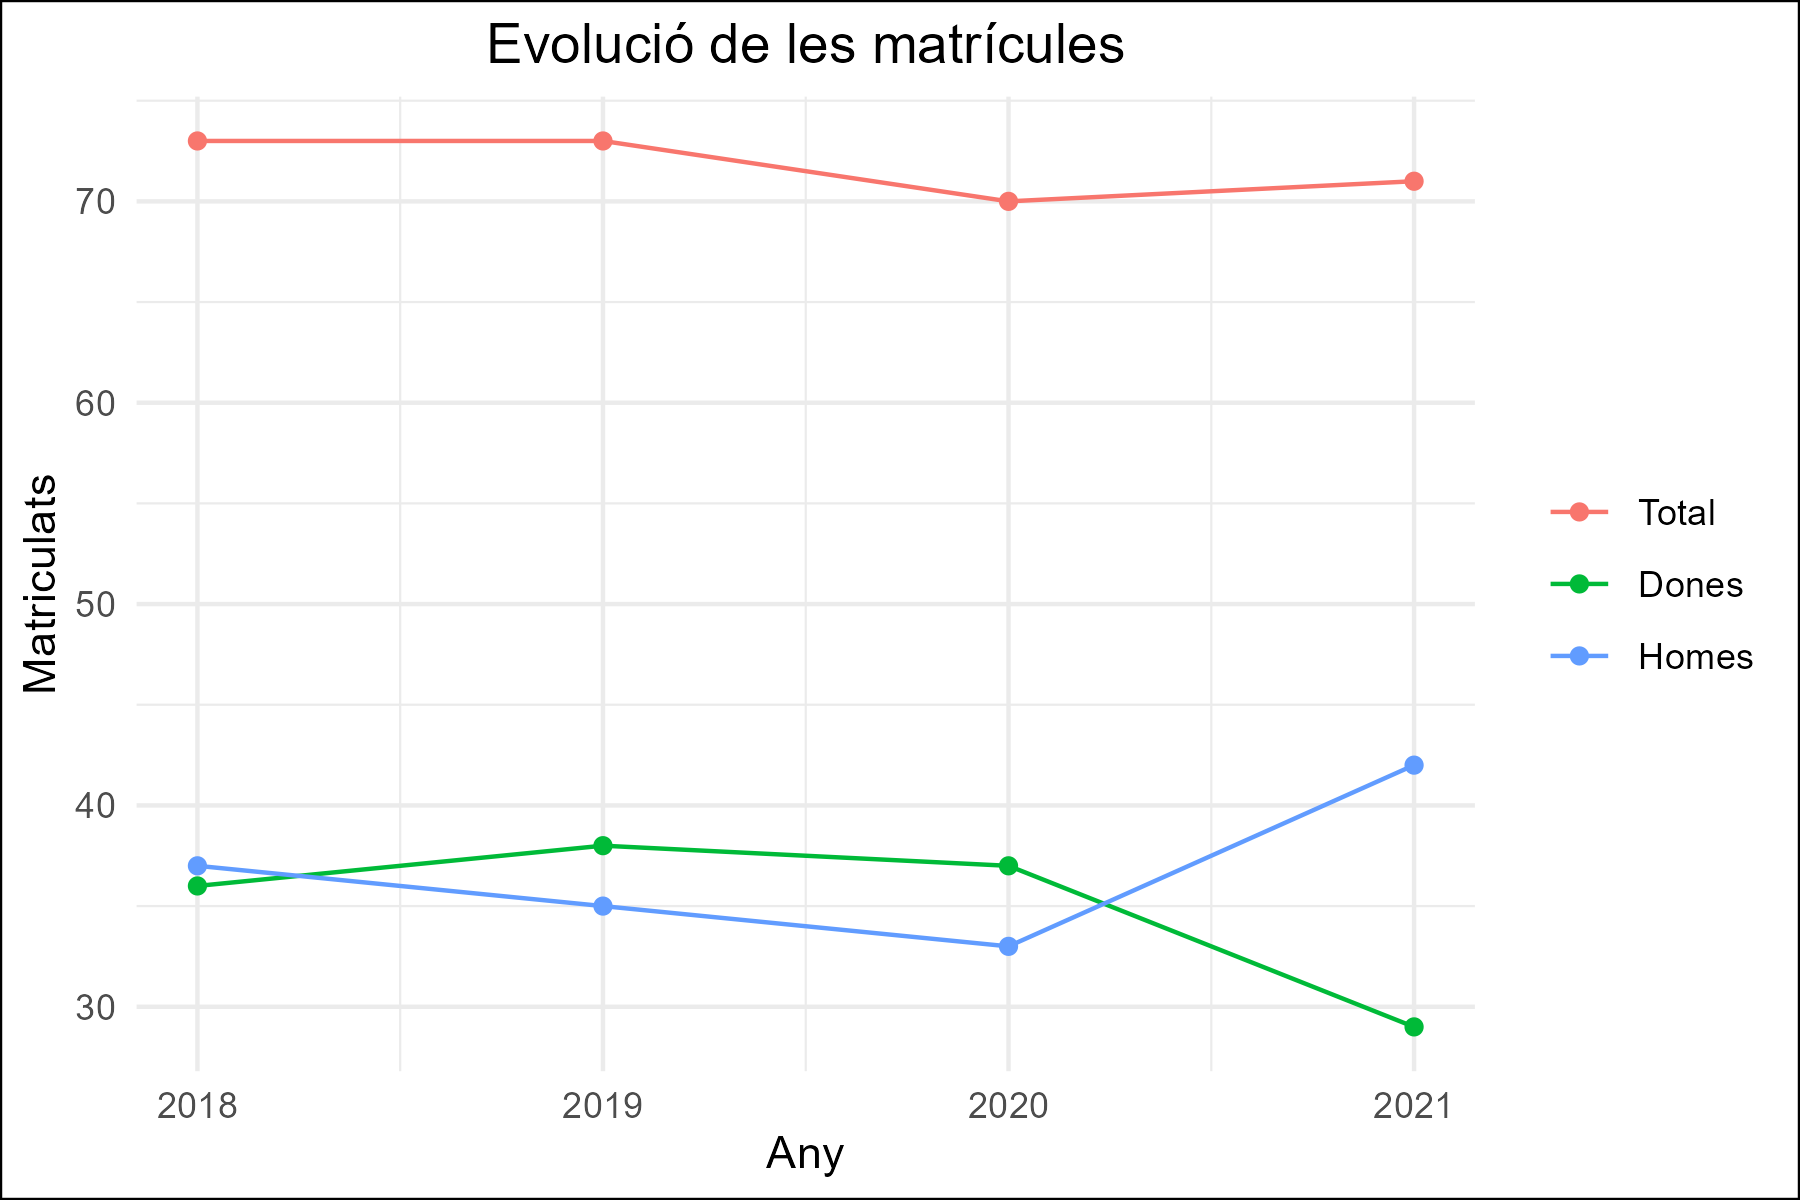 Evolució de les matrícules
Matriculats
70
60
50
40
30
2018 2019 2020 2021
Any
Total
Dones
Homes